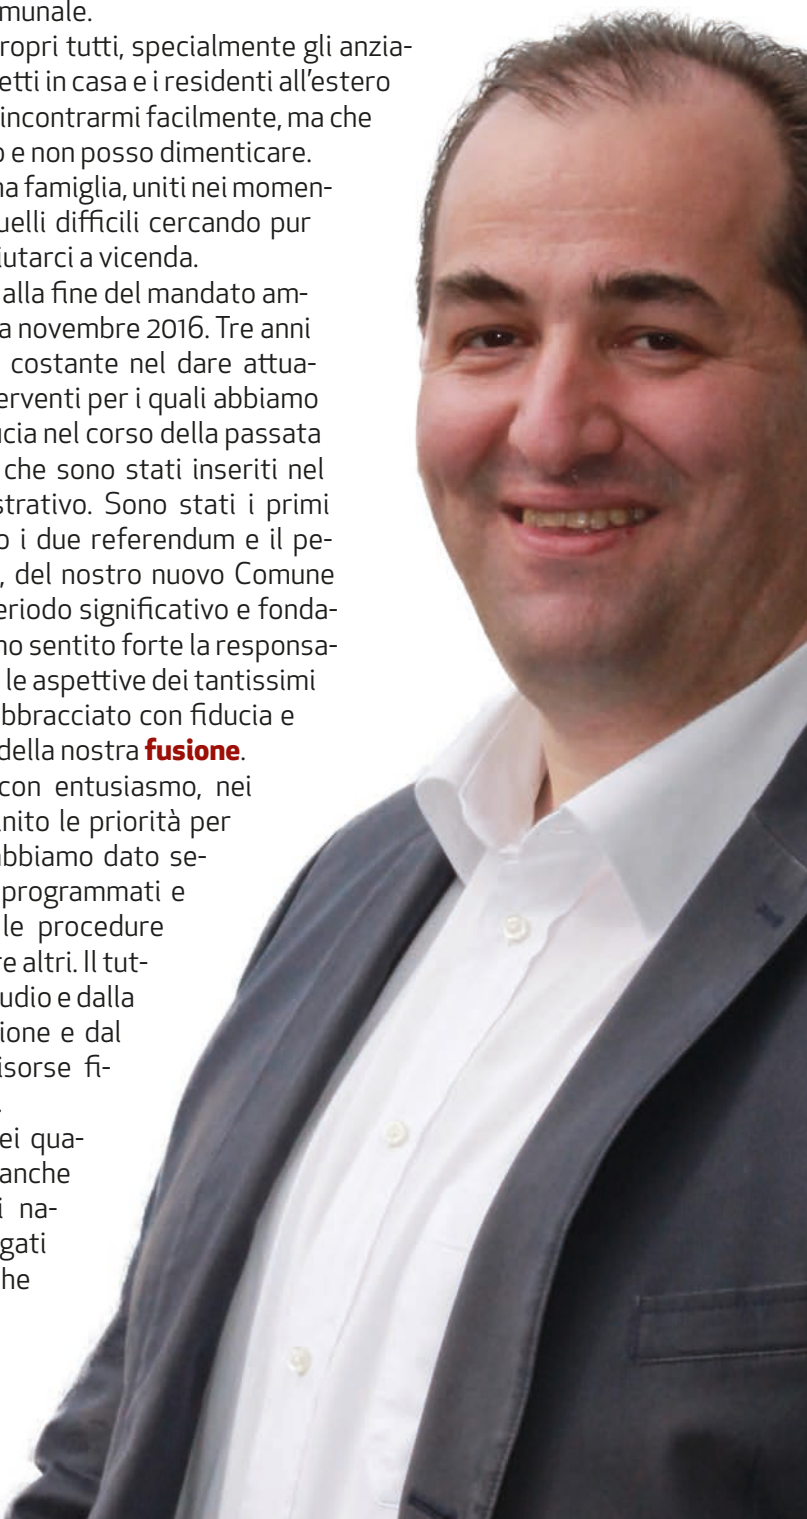 munale.
ropri tutti, specialmente gli anzia-
etti in casa e i residenti all'estero
incontrarmi facilmente, ma che
o e non posso dimenticare.
na famiglia, uniti nei momen-
uelli difficili cercando pur
iutarci a vicenda.
alla fine del mandato am-
a novembre 2016. Tre anni
costante nel dare attua-
erventi per i quali abbiamo
ucia nel corso della passata
che sono stati inseriti nel
strativo. Sono stati i primi
o i due referendum e il pe-
, del nostro nuovo Comune
eriodo significativo e fonda-
no sentito forte la responsa-
le aspettive dei tantissimi
bbracciato con fiducia e
della nostra fusione.
con entusiasmo, nei
nito le priorità per
abbiamo dato se-
programmati e
le procedure
re altri. Il tut-
udio e dalla
ione e dal
isorse fi-
.
ei qua-
anche
i na-
gati
he